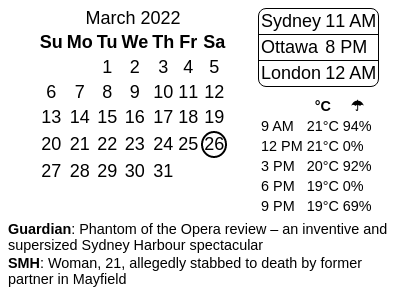 March 2022
Su Mo Tu We Th Fr Sa
1 2 3 4 5
6 7 8 9 10 11 12
13 14 15 16 17 18 19
20 21 22 23 24 25 26
27 28 29 30 31
Sydney 11 AM
Ottawa 8 PM
London 12 AM
°C ☂
9 AM 21°C 94%
12 PM 21°C 0%
3 PM 20°C 92%
6 PM 19°C 0%
9 PM 19°C 69%
Guardian: Phantom of the Opera review – an inventive and
supersized Sydney Harbour spectacular
SMH: Woman, 21, allegedly stabbed to death by former
partner in Mayfield